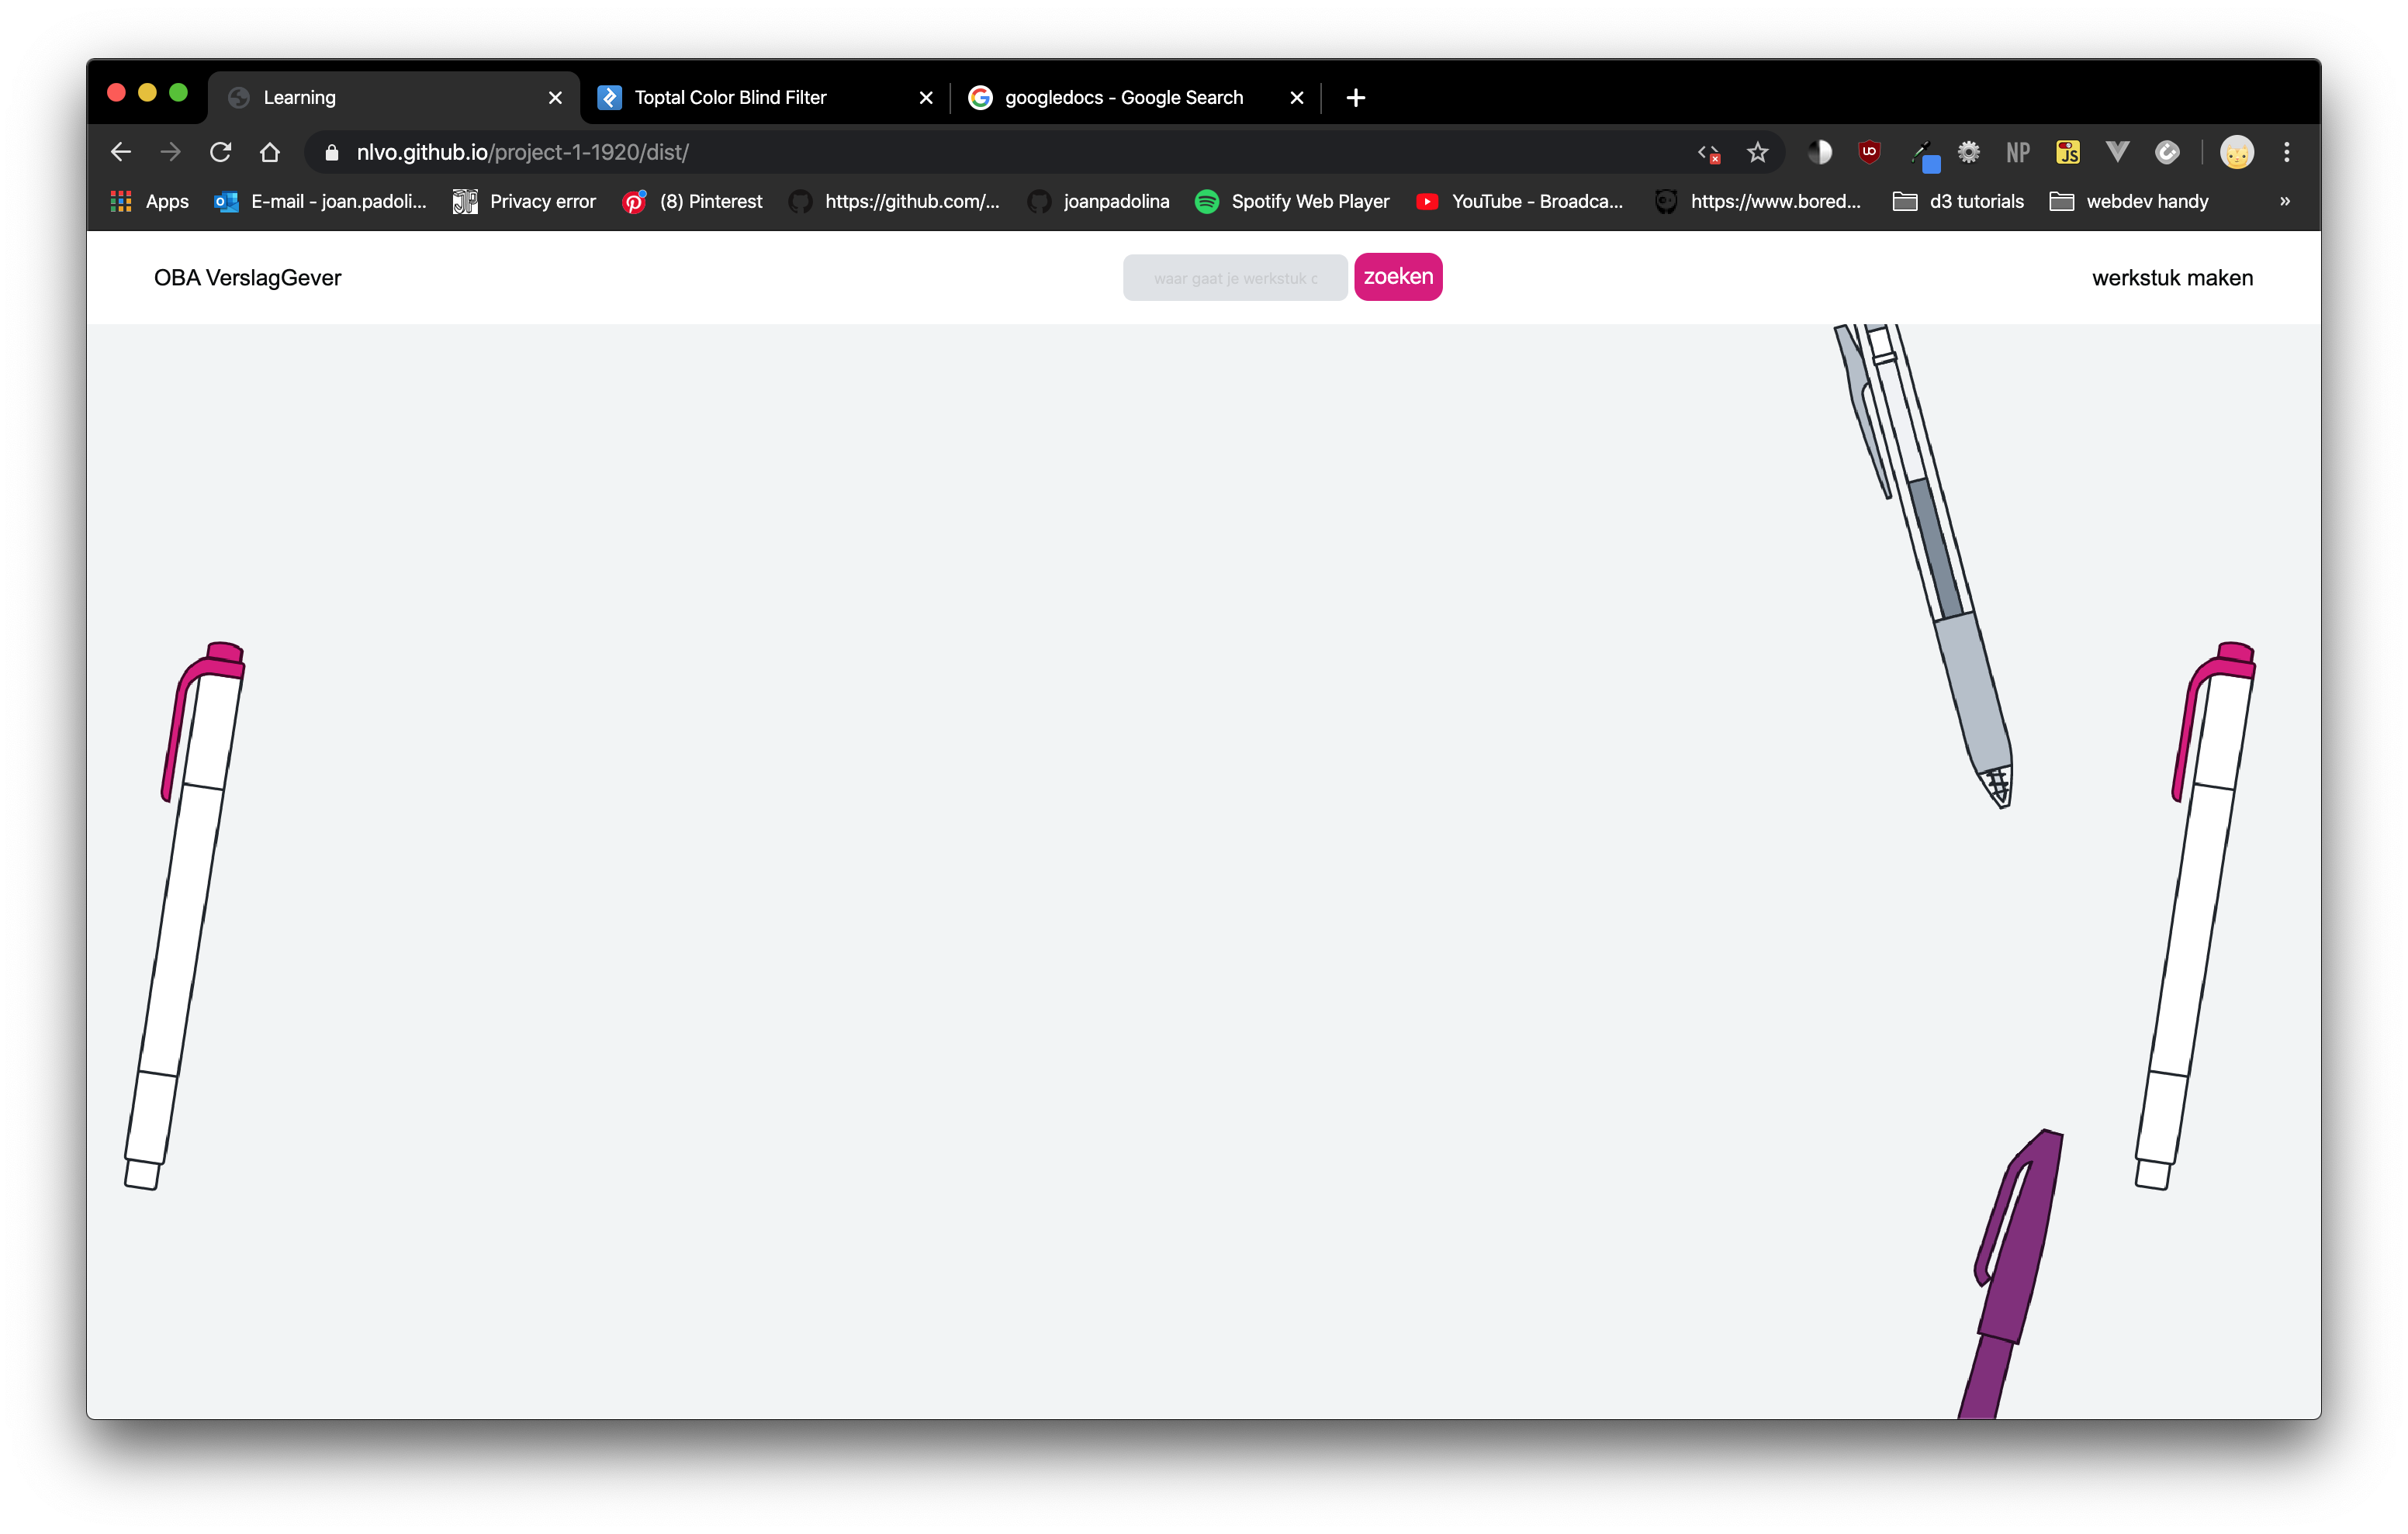 Learning
Toptal Color Blind Filter
googledocs - Google Search
nlvo.github.io/project-1-1920/dist/
NP
JS
Apps
E-mail - joan.padoli...
Privacy error
(8) Pinterest
https://github.com/...
joanpadolina
Spotify Web Player
YouTube - Broadca...
https://www.bored...
d3 tutorials
webdev handy
»
OBA VerslagGever
waar gaat je werkstuk c
zoeken
werkstuk maken